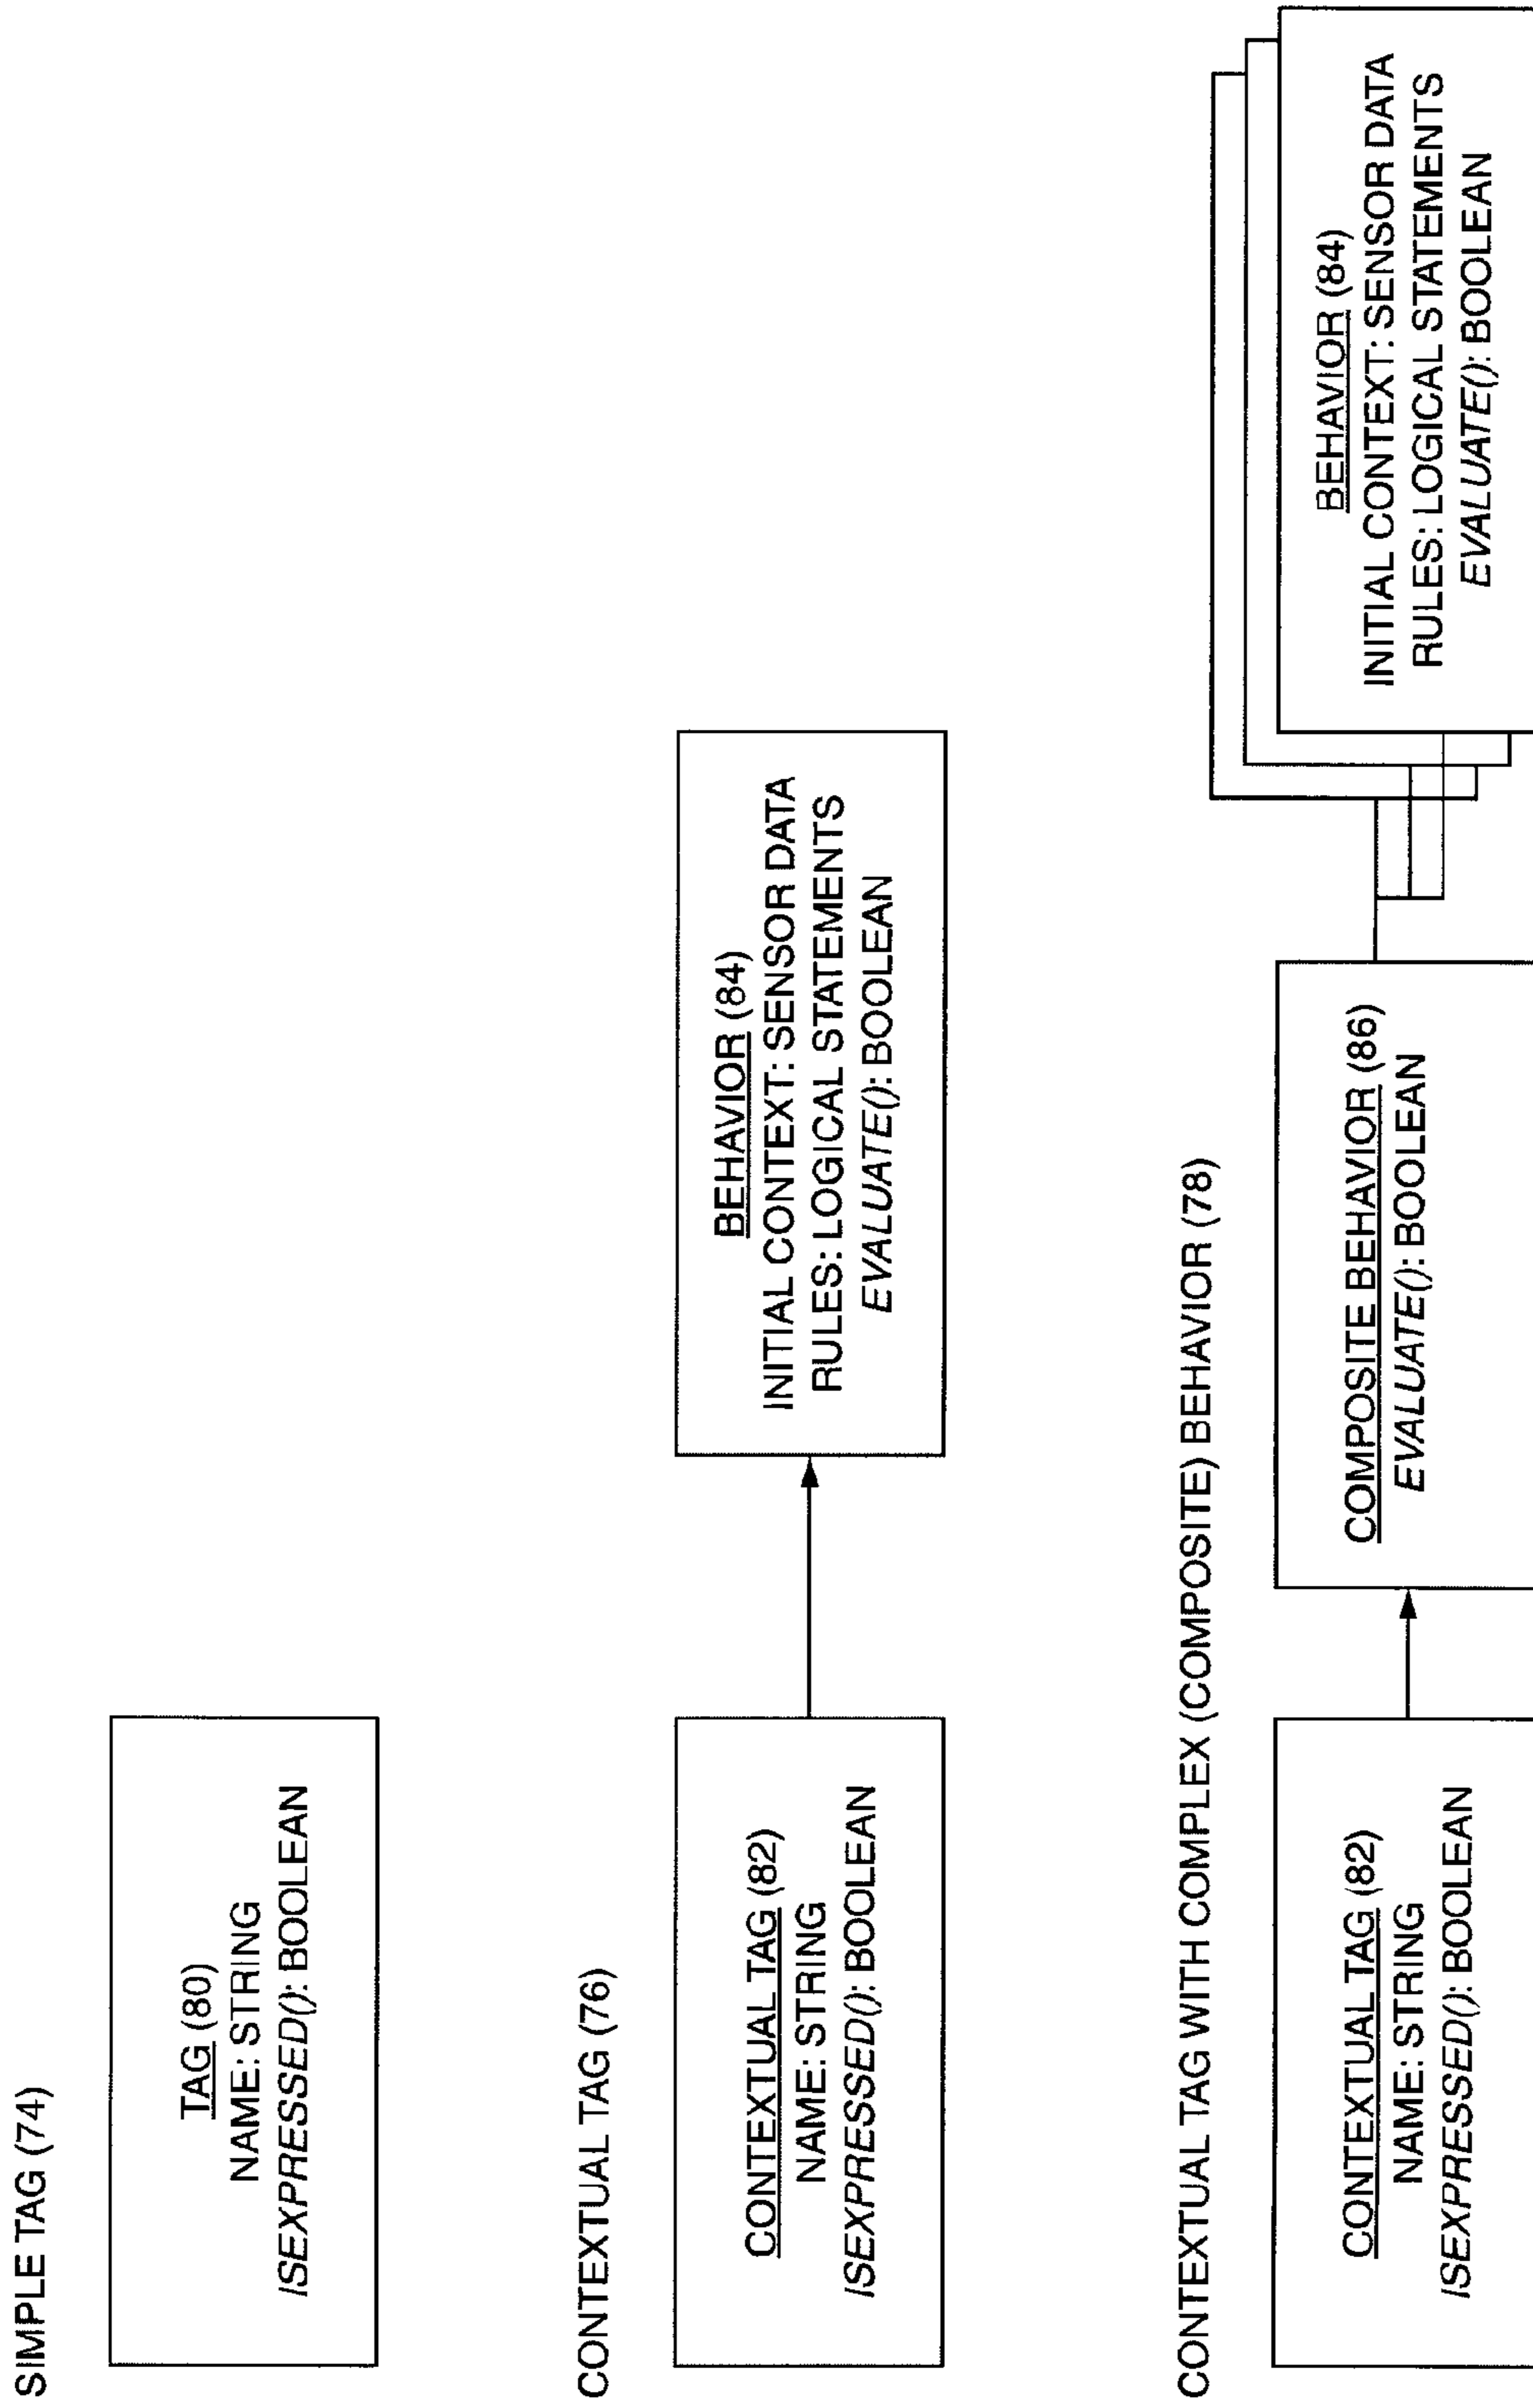 SIMPLE TAG (74)
TAG (80)
NAME: STRING
ISEXPRESSED(): BOOLEAN
CONTEXTUAL TAG (76)
CONTEXTUAL TAG (82)
NAME: STRING
ISEXPRESSED(): BOOLEAN
BEHAVIOR (84)
INITIAL CONTEXT: SENSOR DATA
RULES: LOGICAL STATEMENTS
EVALUATE(): BOOLEAN
CONTEXTUAL TAG WITH COMPLEX (COMPOSITE) BEHAVIOR (78)
CONTEXTUAL TAG (82)
NAME: STRING
ISEXPRESSED(): BOOLEAN
COMPOSITE BEHAVIOR (86)
EVALUATE(): BOOLEAN
BEHAVIOR (84)
INITIAL CONTEXT: SENSOR DATA
RULES: LOGICAL STATEMENTS
EVALUATE(): BOOLEAN